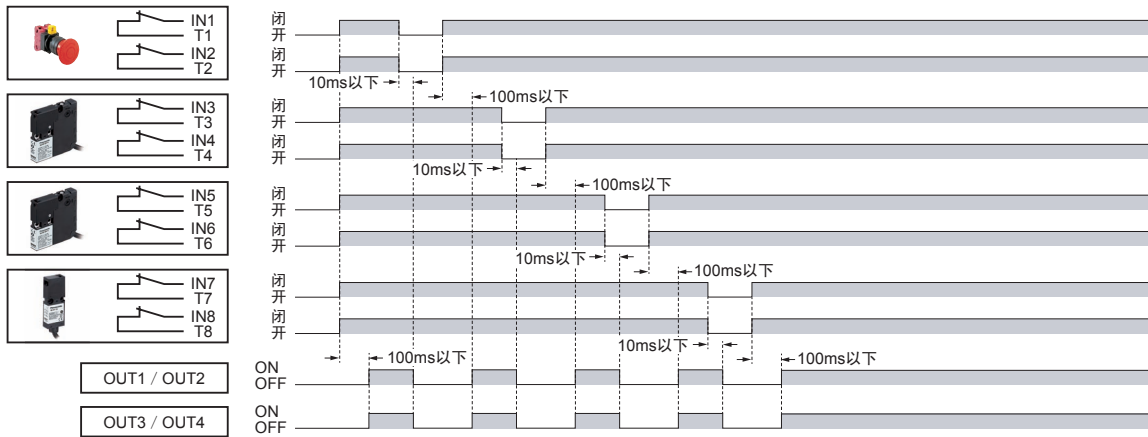 IN1
T1
IN2
T2
闭
开
闭
开
10ms以下
100ms以下
IN3
T3
IN4
T4
闭
开
闭
开
10ms以下
100ms以下
IN5
T5
IN6
T6
闭
开
闭
开
10ms以下
100ms以下
IN7
T7
IN8
T8
闭
开
闭
开
10ms以下
100ms以下
100ms以下
OUT1 / OUT2
ON
OFF
OUT3 / OUT4
ON
OFF